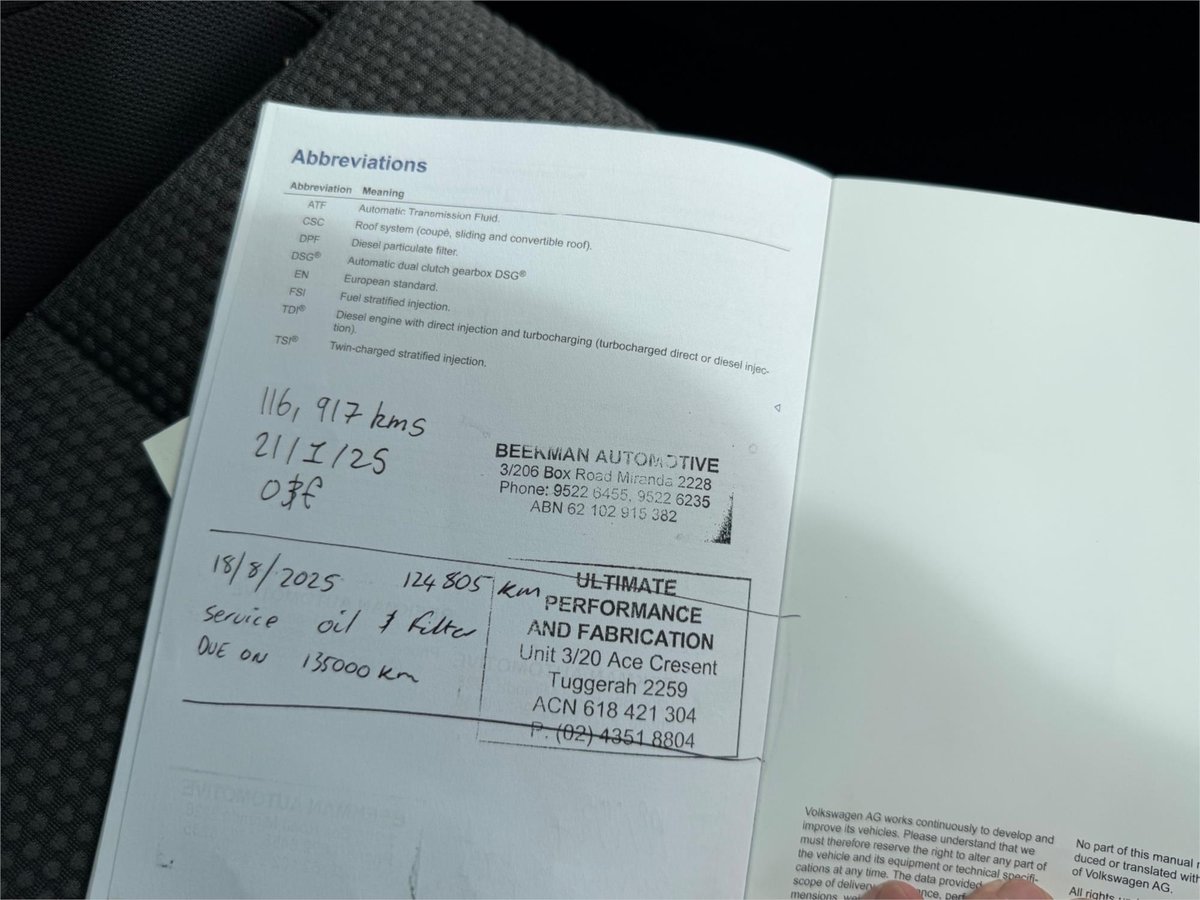 Abbreviations
Abbreviation Meaning
ATF Automatic Transmission Fluid.
CSC Roof system (coupé, sliding and convertible roof).
DPF Diesel particulate filter.
DSG® Automatic dual clutch gearbox DSG®
EN European standard.
FSI Fuel stratified injection.
TDI® Diesel engine with direct injection and turbocharging (turbocharged direct or diesel injec-
tion).
TSI® Twin-charged stratified injection.
116,917 kms
21/1/25
BEEKMAN AUTOMOTIVE
3/206 Box Road Miranda 2228
Phone: 9522 6455, 9522 6235
ABN 62 102 915 382
18/8/2025 124805 km
service oil & filter
DUE ON 135000 km
ULTIMATE
PERFORMANCE
AND FABRICATION
Unit 3/20 Ace Cresent
Tuggerah 2259
ACN 618 421 304
P. (02) 4351 8804
Volkswagen AG works continuously to develop and
improve its vehicles. Please understand that we
must therefore reserve the right to alter any part of
the vehicle and its equipment or technical specifi-
cations at any time. The data provided
scope of delivery
No part of this manual
duced or translated
of Volkswagen AG.
All rights